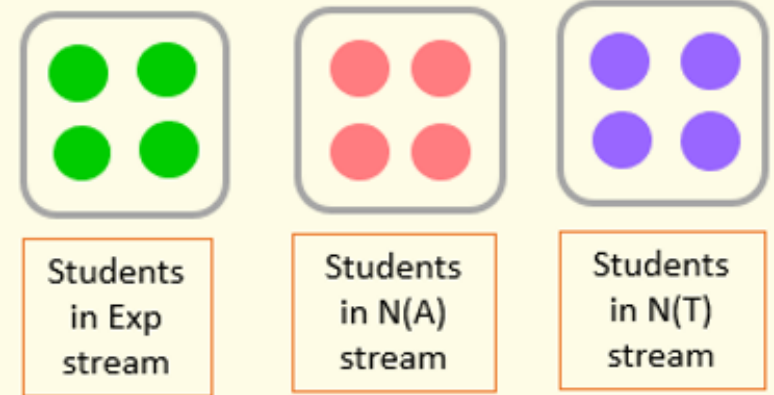 Students
in Exp
stream
Students
in N(A)
stream
Students
in N(T)
stream